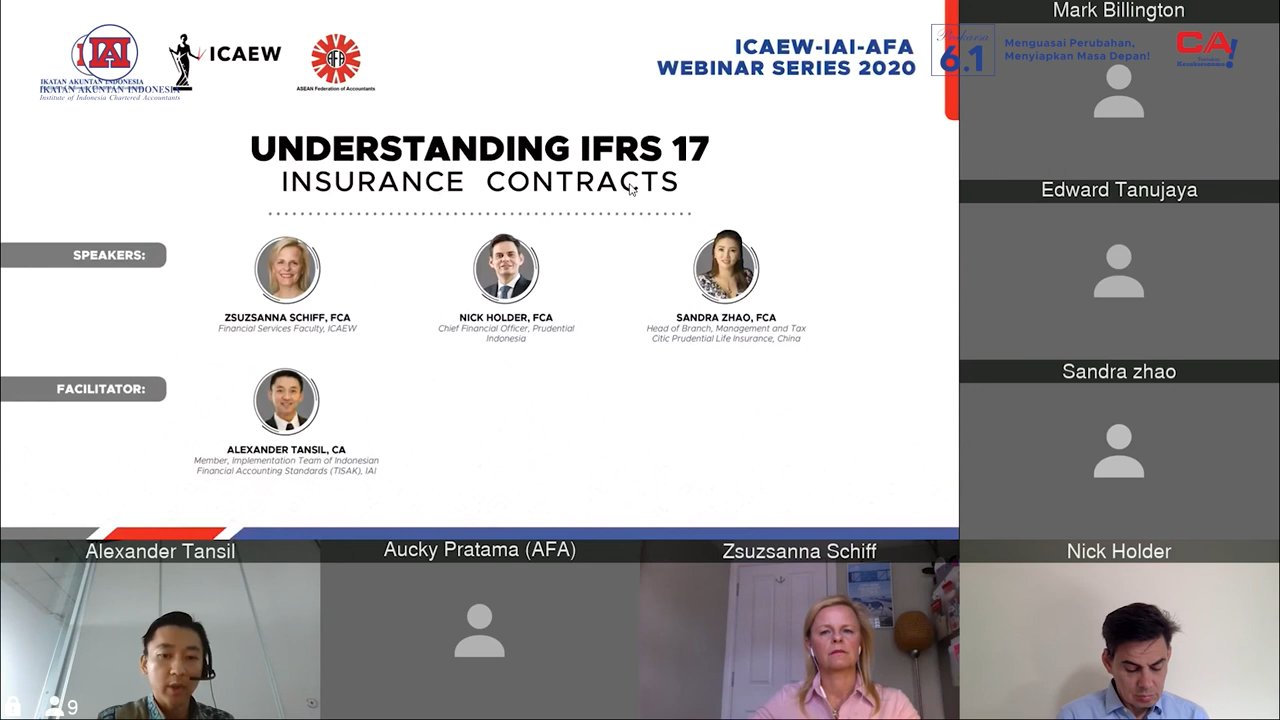 IAI
IKATAN AKUNTAN INDONESIA
IKATAN AKUNTAN INDONESIA
Institute of Indonesia Chartered Accountants
ICAEW
AFA
ASEAN Federation of Accountants
ICAEW-IAI-AFA
WEBINAR SERIES 2020
6.1
Menguasai Perubahan,
Menyiapkan Masa Depan!
CA!
Mark Billington
UNDERSTANDING IFRS 17
INSURANCE CONTRACTS
Edward Tanujaya
SPEAKERS:
ZSUZSANNA SCHIFF, FCA
Financial Services Faculty, ICAEW
NICK HOLDER, FCA
Chief Financial Officer, Prudential
Indonesia
SANDRA ZHAO, FCA
Head of Branch, Management and Tax
Citic Prudential Life Insurance, China
Sandra zhao
FACILITATOR:
ALEXANDER TANSIL, CA
Member, Implementation Team of Indonesian
Financial Accounting Standards (TISAK), IAI
Alexander Tansil
Aucky Pratama (AFA)
Zsuzsanna Schiff
Nick Holder
9